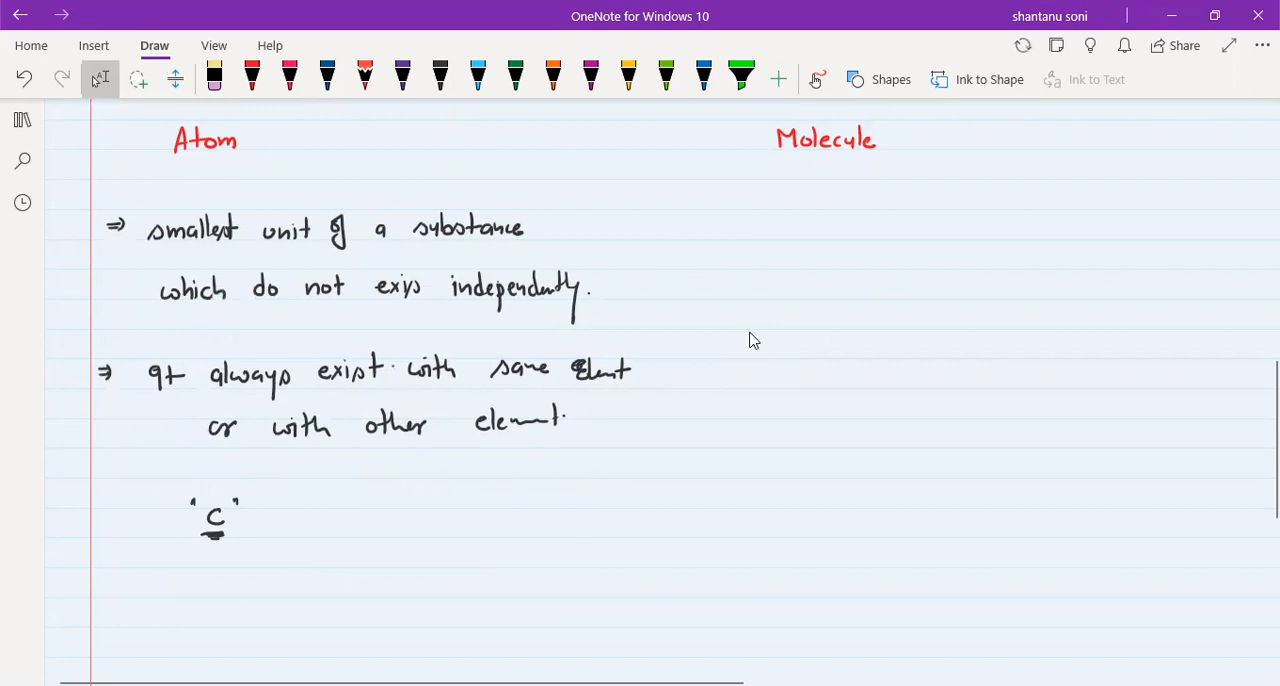 OneNote for Windows 10
shantanu soni
Home Insert Draw View Help
Share
Shapes
Ink to Shape
Ink to Text
Atom
Molecule
⇒ smallest unit of a substance
which do not exis independently.
⇒ It always exist with same
or with other element.
"C"